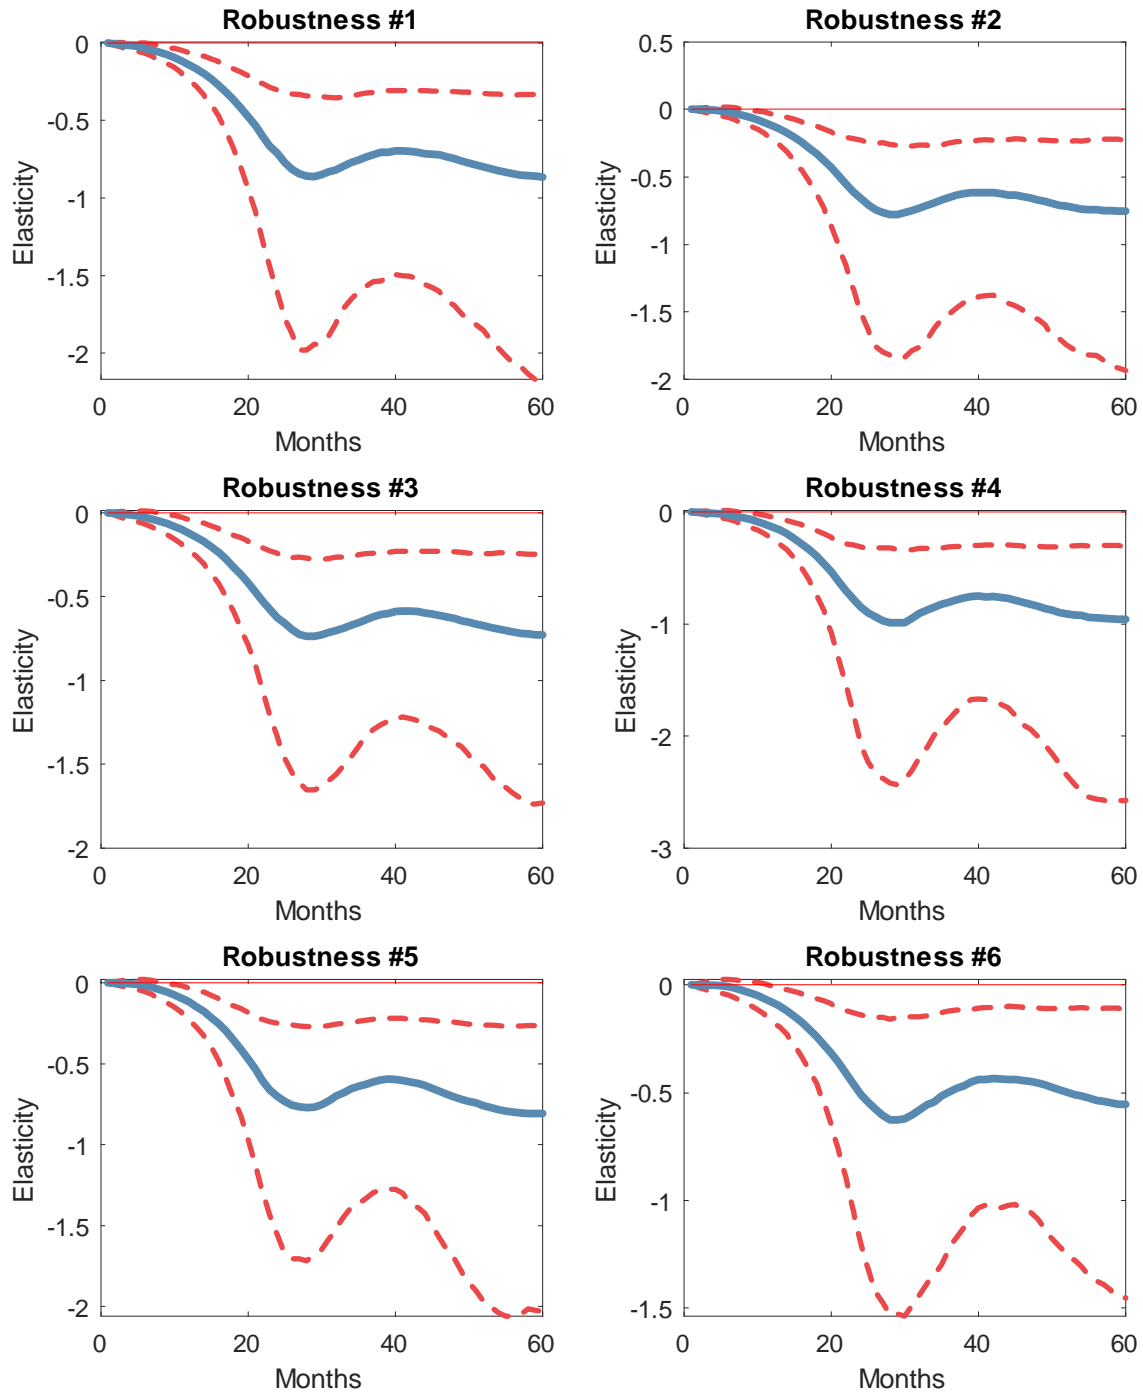 Robustness #1
0
-0.5
-1
-1.5
-2
Elasticity
0 20 40 60
Months
Robustness #2
0.5
0
-0.5
-1
-1.5
-2
Elasticity
0 20 40 60
Months
Robustness #3
0
-0.5
-1
-1.5
-2
Elasticity
0 20 40 60
Months
Robustness #4
0
-1
-2
-3
Elasticity
0 20 40 60
Months
Robustness #5
0
-0.5
-1
-1.5
-2
Elasticity
0 20 40 60
Months
Robustness #6
0
-0.5
-1
-1.5
Elasticity
0 20 40 60
Months